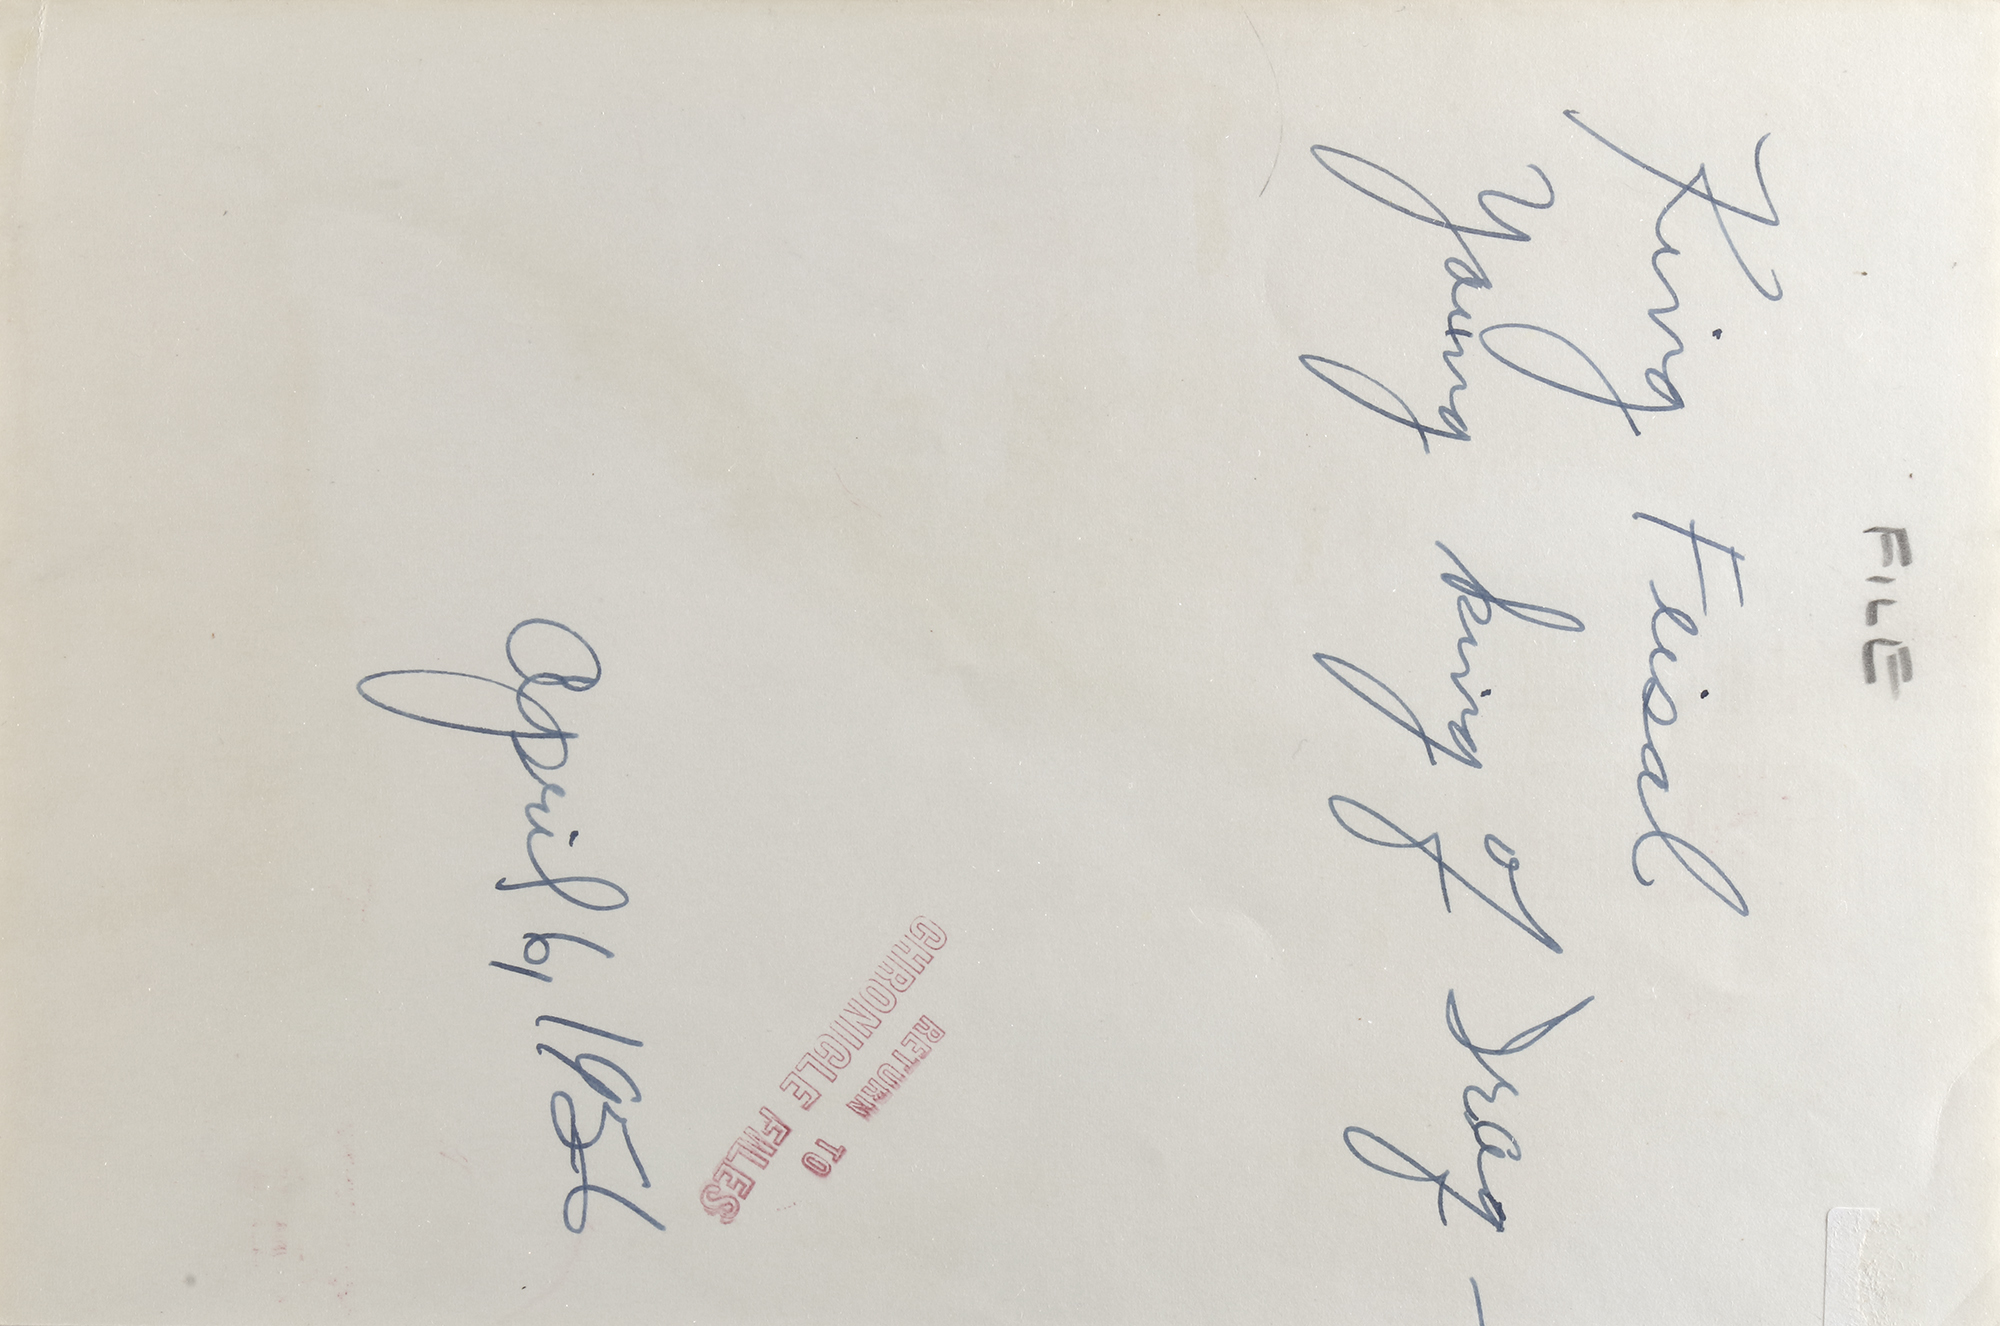 FILE
King Feisal
Young king of Iraq —
RETURN TO
CHRONICLE FILES
April 6, 1956